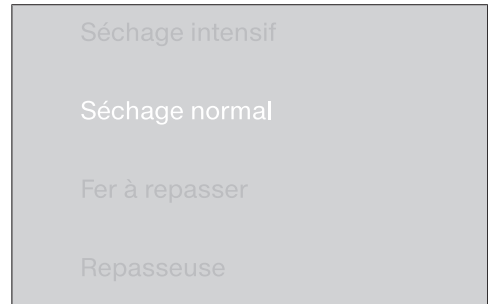 Séchage intensif
Séchage normal
Fer à repasser
Repasseuse